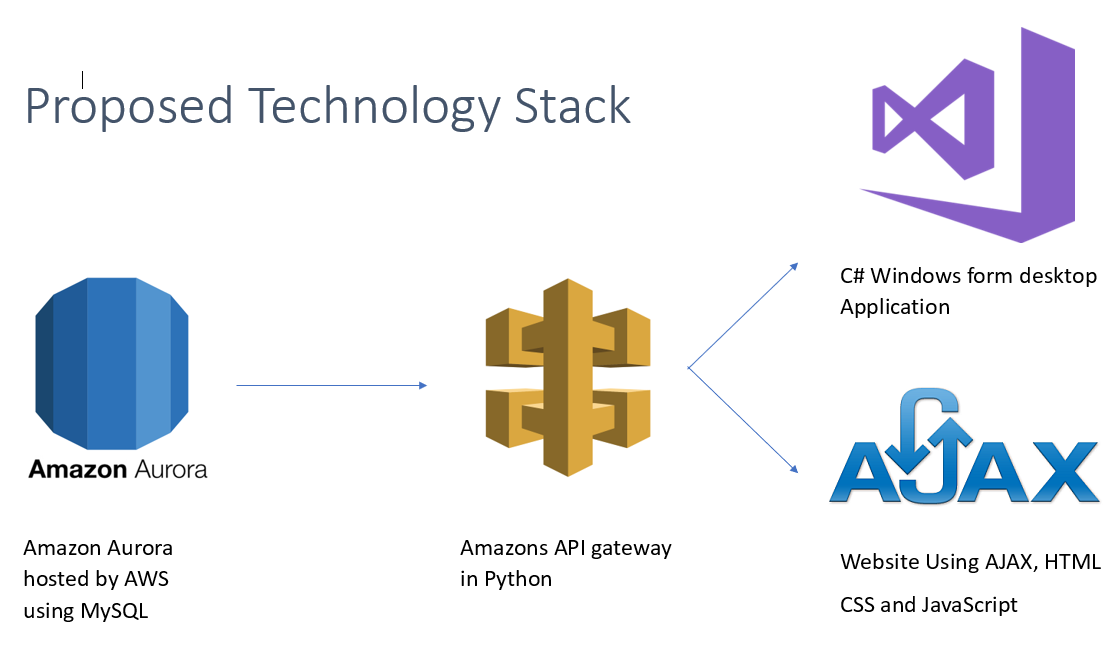 Proposed Technology Stack
C# Windows form desktop
Application
Amazon Aurora
AJAX
Amazon Aurora
hosted by AWS
using MySQL
Amazons API gateway
in Python
Website Using AJAX, HTML
CSS and JavaScript